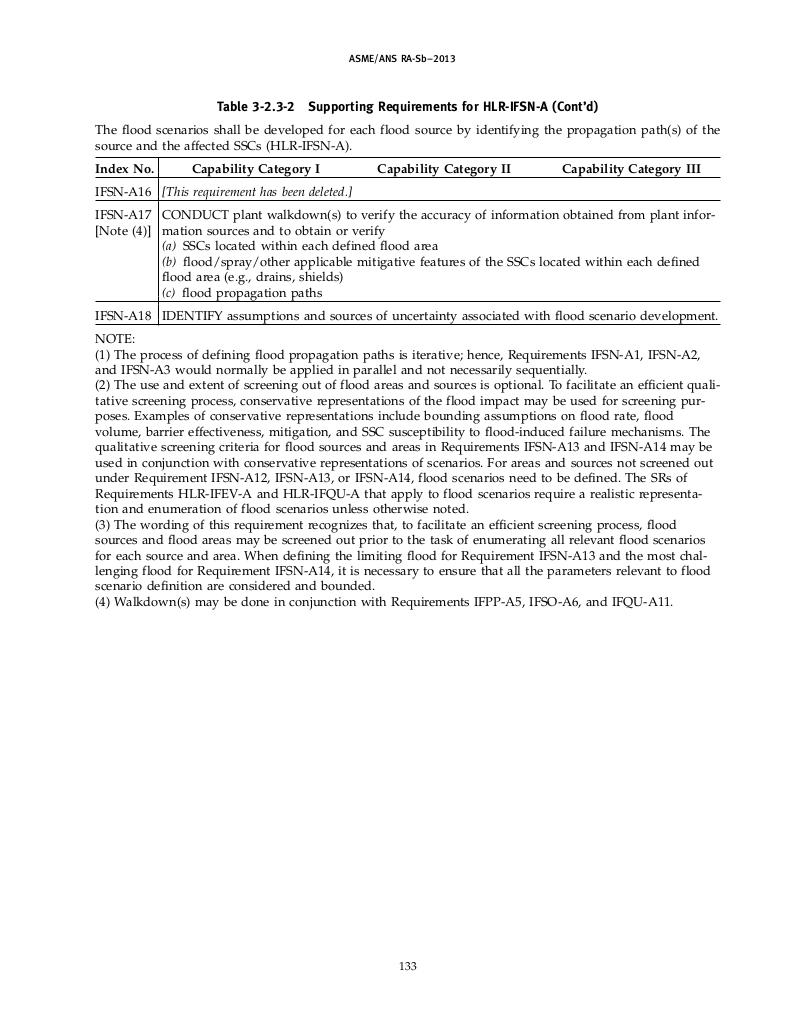 ASME/ANS RA-Sb–2013
Table 3-2.3-2 Supporting Requirements for HLR-IFSN-A (Cont'd)
The flood scenarios shall be developed for each flood source by identifying the propagation path(s) of the
source and the affected SSCs (HLR-IFSN-A).
Index No. Capability Category I Capability Category II Capability Category III
IFSN-A16 [This requirement has been deleted.]
IFSN-A17 CONDUCT plant walkdown(s) to verify the accuracy of information obtained from plant infor-
[Note (4)] mation sources and to obtain or verify
(a) SSCs located within each defined flood area
(b) flood/spray/other applicable mitigative features of the SSCs located within each defined
flood area (e.g., drains, shields)
(c) flood propagation paths
IFSN-A18 IDENTIFY assumptions and sources of uncertainty associated with flood scenario development.
NOTE:
(1) The process of defining flood propagation paths is iterative; hence, Requirements IFSN-A1, IFSN-A2,
and IFSN-A3 would normally be applied in parallel and not necessarily sequentially.
(2) The use and extent of screening out of flood areas and sources is optional. To facilitate an efficient quali-
tative screening process, conservative representations of the flood impact may be used for screening pur-
poses. Examples of conservative representations include bounding assumptions on flood rate, flood
volume, barrier effectiveness, mitigation, and SSC susceptibility to flood-induced failure mechanisms. The
qualitative screening criteria for flood sources and areas in Requirements IFSN-A13 and IFSN-A14 may be
used in conjunction with conservative representations of scenarios. For areas and sources not screened out
under Requirement IFSN-A12, IFSN-A13, or IFSN-A14, flood scenarios need to be defined. The SRs of
Requirements HLR-IFEV-A and HLR-IFQU-A that apply to flood scenarios require a realistic representa-
tion and enumeration of flood scenarios unless otherwise noted.
(3) The wording of this requirement recognizes that, to facilitate an efficient screening process, flood
sources and flood areas may be screened out prior to the task of enumerating all relevant flood scenarios
for each source and area. When defining the limiting flood for Requirement IFSN-A13 and the most chal-
lenging flood for Requirement IFSN-A14, it is necessary to ensure that all the parameters relevant to flood
scenario definition are considered and bounded.
(4) Walkdown(s) may be done in conjunction with Requirements IFPP-A5, IFSO-A6, and IFQU-A11.
133